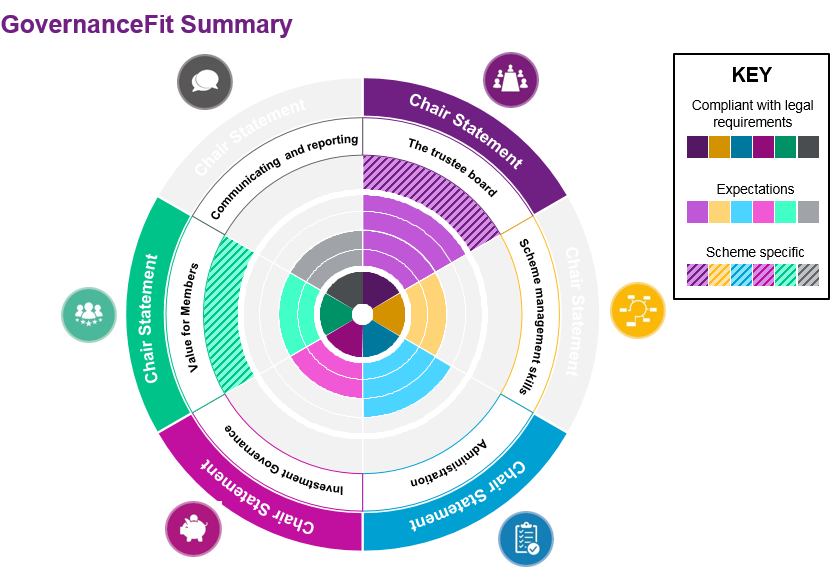 GovernanceFit Summary
KEY
Compliant with legal
requirements
Expectations
Scheme specific
Chair Statement
The trustee board
Chair Statement
Scheme management skills
Chair Statement
Administration
Chair Statement
Investment Governance
Chair Statement
Value for Members
Chair Statement
Communicating and reporting